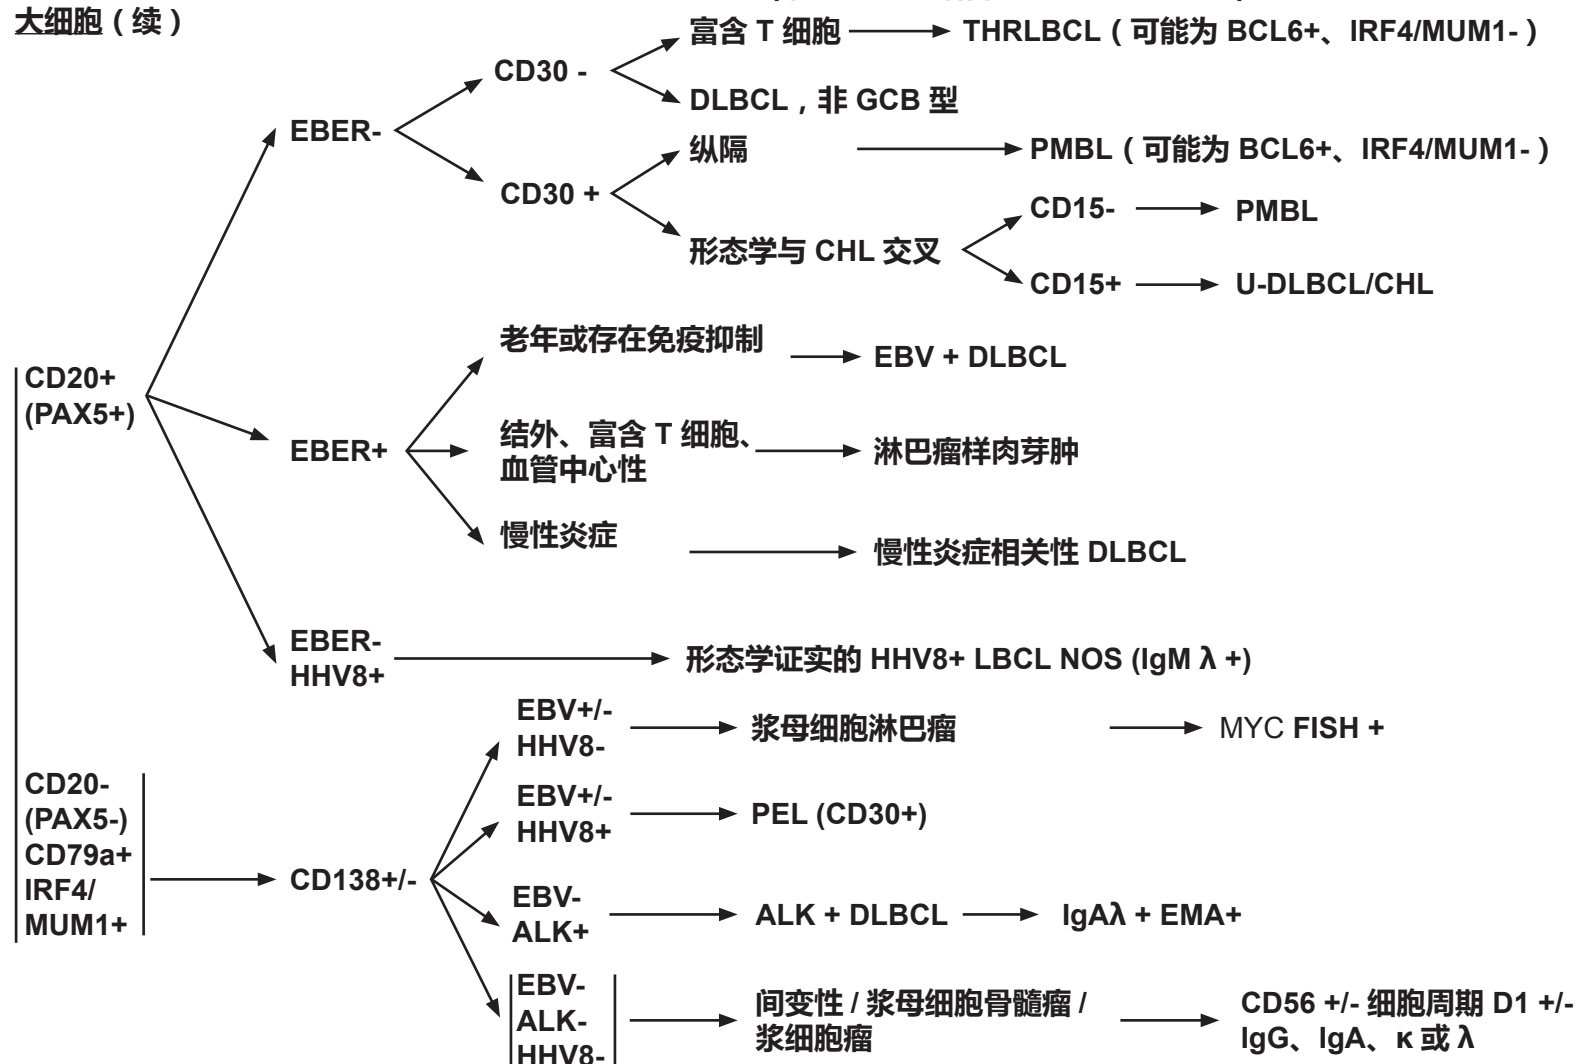 大细胞（续）
富含 T 细胞
THRLBCL（可能为 BCL6+、IRF4/MUM1-）
CD30 -
DLBCL，非 GCB 型
EBER-
纵隔
PMBL（可能为 BCL6+、IRF4/MUM1-）
CD30 +
CD15-
PMBL
形态学与 CHL 交叉
CD15+
U-DLBCL/CHL
CD20+
(PAX5+)
老年或存在免疫抑制
EBV + DLBCL
EBER+
结外、富含 T 细胞、
血管中心性
淋巴瘤样肉芽肿
慢性炎症
慢性炎症相关性 DLBCL
EBER-
HHV8+
形态学证实的 HHV8+ LBCL NOS (IgM λ +)
EBV+/-
HHV8-
浆母细胞淋巴瘤
MYC FISH +
CD20-
(PAX5-)
CD79a+
IRF4/
MUM1+
CD138+/-
EBV+/-
HHV8+
PEL (CD30+)
EBV-
ALK+
ALK + DLBCL
IgAλ + EMA+
EBV-
ALK-
HHV8-
间变性 / 浆母细胞骨髓瘤 /
浆细胞瘤
CD56 +/- 细胞周期 D1 +/-
IgG、IgA、κ 或 λ